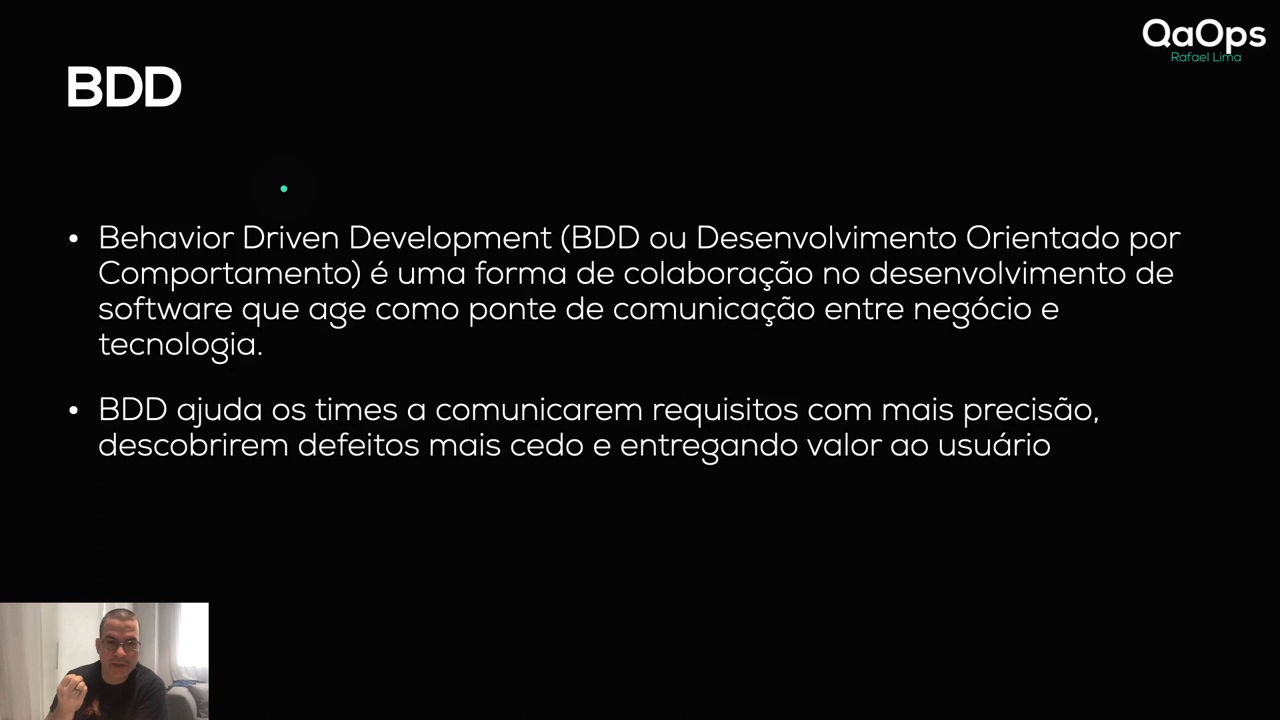 QaOps
Rafael Lima
BDD
• Behavior Driven Development (BDD ou Desenvolvimento Orientado por
Comportamento) é uma forma de colaboração no desenvolvimento de
software que age como ponte de comunicação entre negócio e
tecnologia.
• BDD ajuda os times a comunicarem requisitos com mais precisão,
descobrirem defeitos mais cedo e entregando valor ao usuário